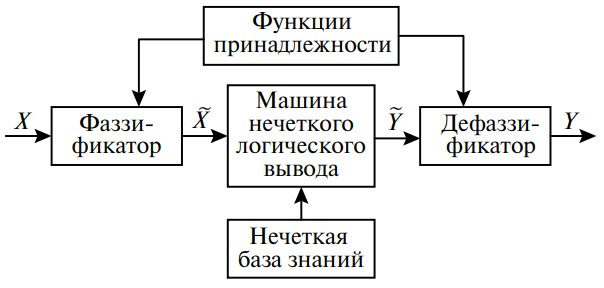 Функции
принадлежности
X
Фаззи-
фикатор
X̃
Машина
нечеткого
логического
вывода
Ỹ
Дефаззи-
фикатор
Y
Нечеткая
база знаний